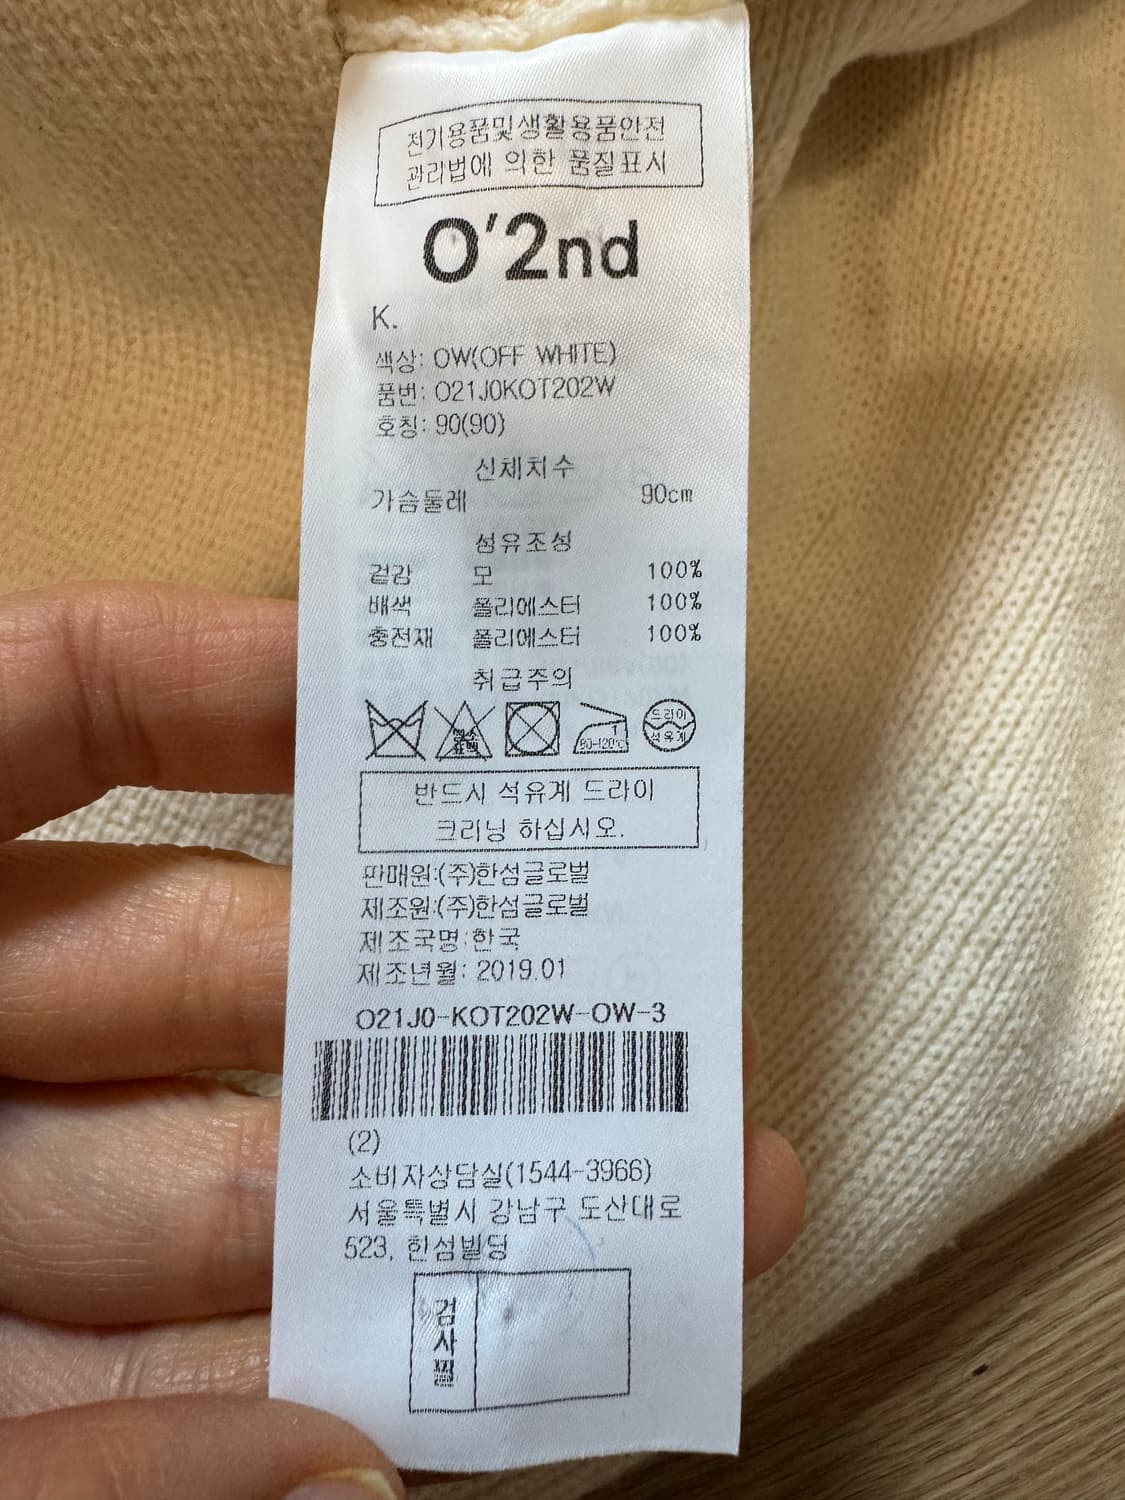 전기용품및생활용품안전
관리법에 의한 품질표시
O'2nd
K.
색상: OW(OFF WHITE)
품번: O21J0KOT202W
호칭: 90(90)
신체치수
가슴둘레 90cm
섬유조성
겉감 모 100%
배색 폴리에스터 100%
충전재 폴리에스터 100%
취급주의
염소 표백
80~120℃
드라이
석유계
반드시 석유계 드라이
크리닝 하십시오.
판매원:(주)한섬글로벌
제조원:(주)한섬글로벌
제조국명:한국
제조년월: 2019.01
O21J0-KOT202W-OW-3
(2)
소비자상담실(1544-3966)
서울특별시 강남구 도산대로
523, 한섬빌딩
검사필